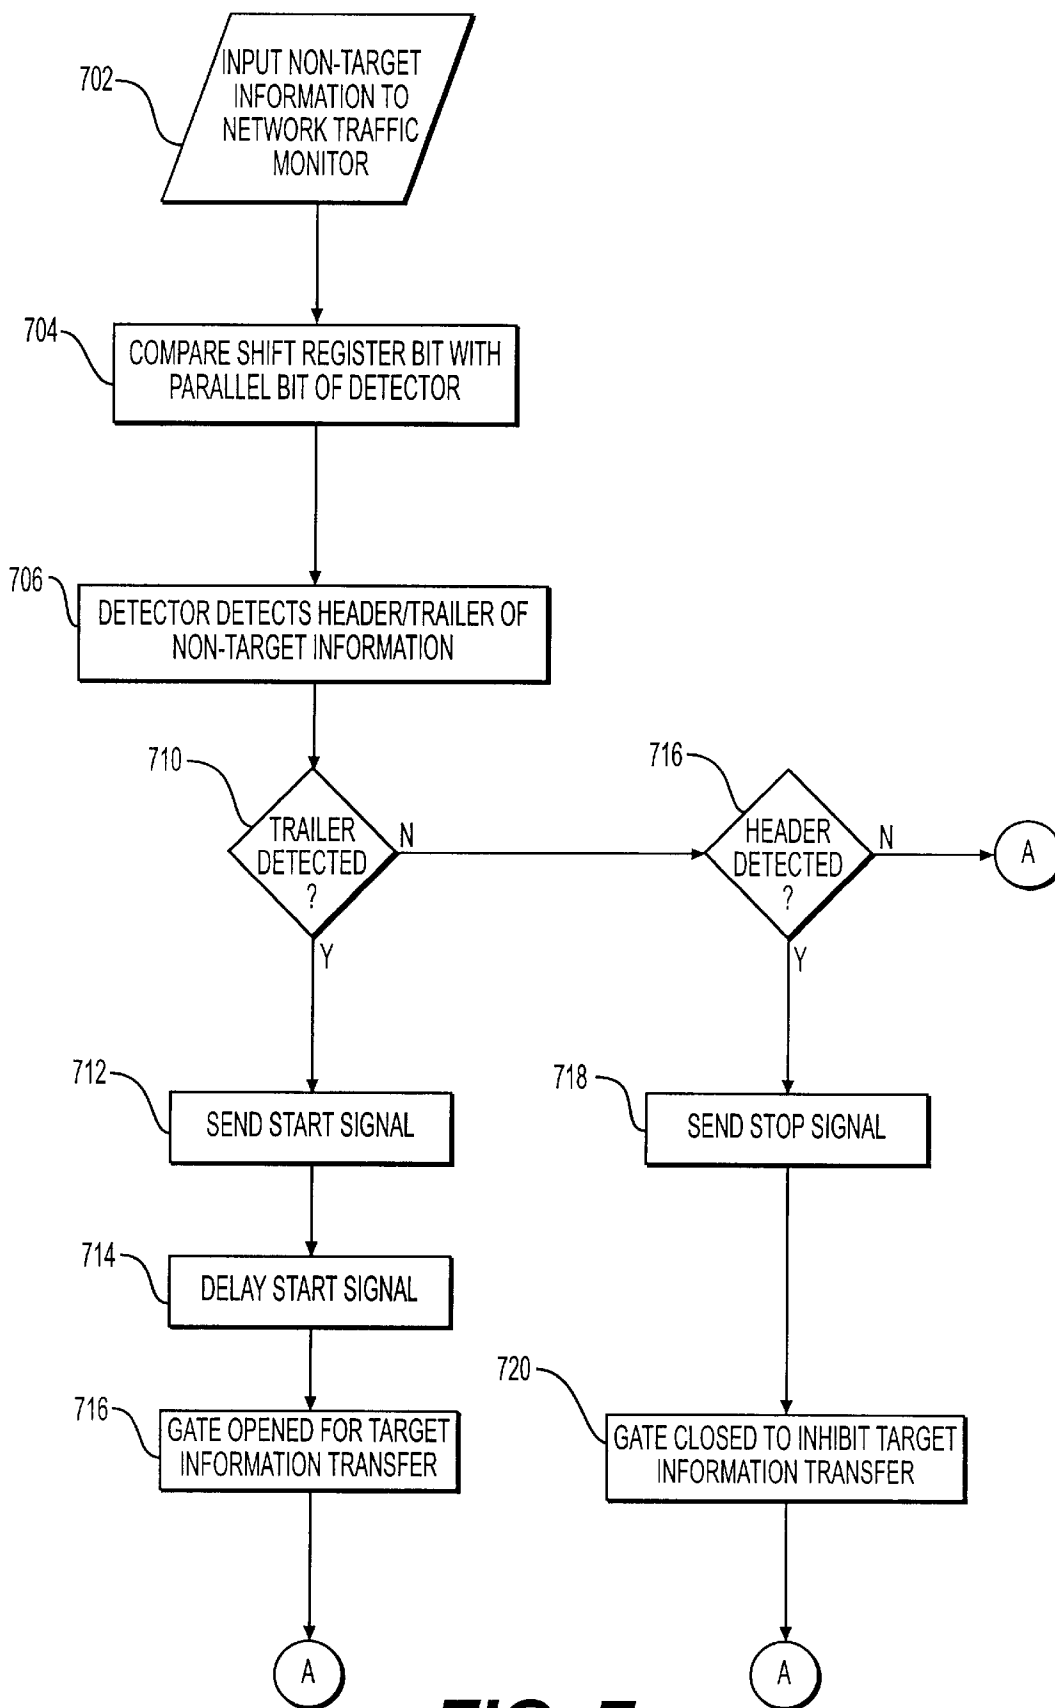 702
INPUT NON-TARGET
INFORMATION TO
NETWORK TRAFFIC
MONITOR
704
COMPARE SHIFT REGISTER BIT WITH
PARALLEL BIT OF DETECTOR
706
DETECTOR DETECTS HEADER/TRAILER OF
NON-TARGET INFORMATION
710
TRAILER
DETECTED
?
N
Y
716
HEADER
DETECTED
?
N
A
Y
712
SEND START SIGNAL
718
SEND STOP SIGNAL
714
DELAY START SIGNAL
716
GATE OPENED FOR TARGET
INFORMATION TRANSFER
720
GATE CLOSED TO INHIBIT TARGET
INFORMATION TRANSFER
A
A